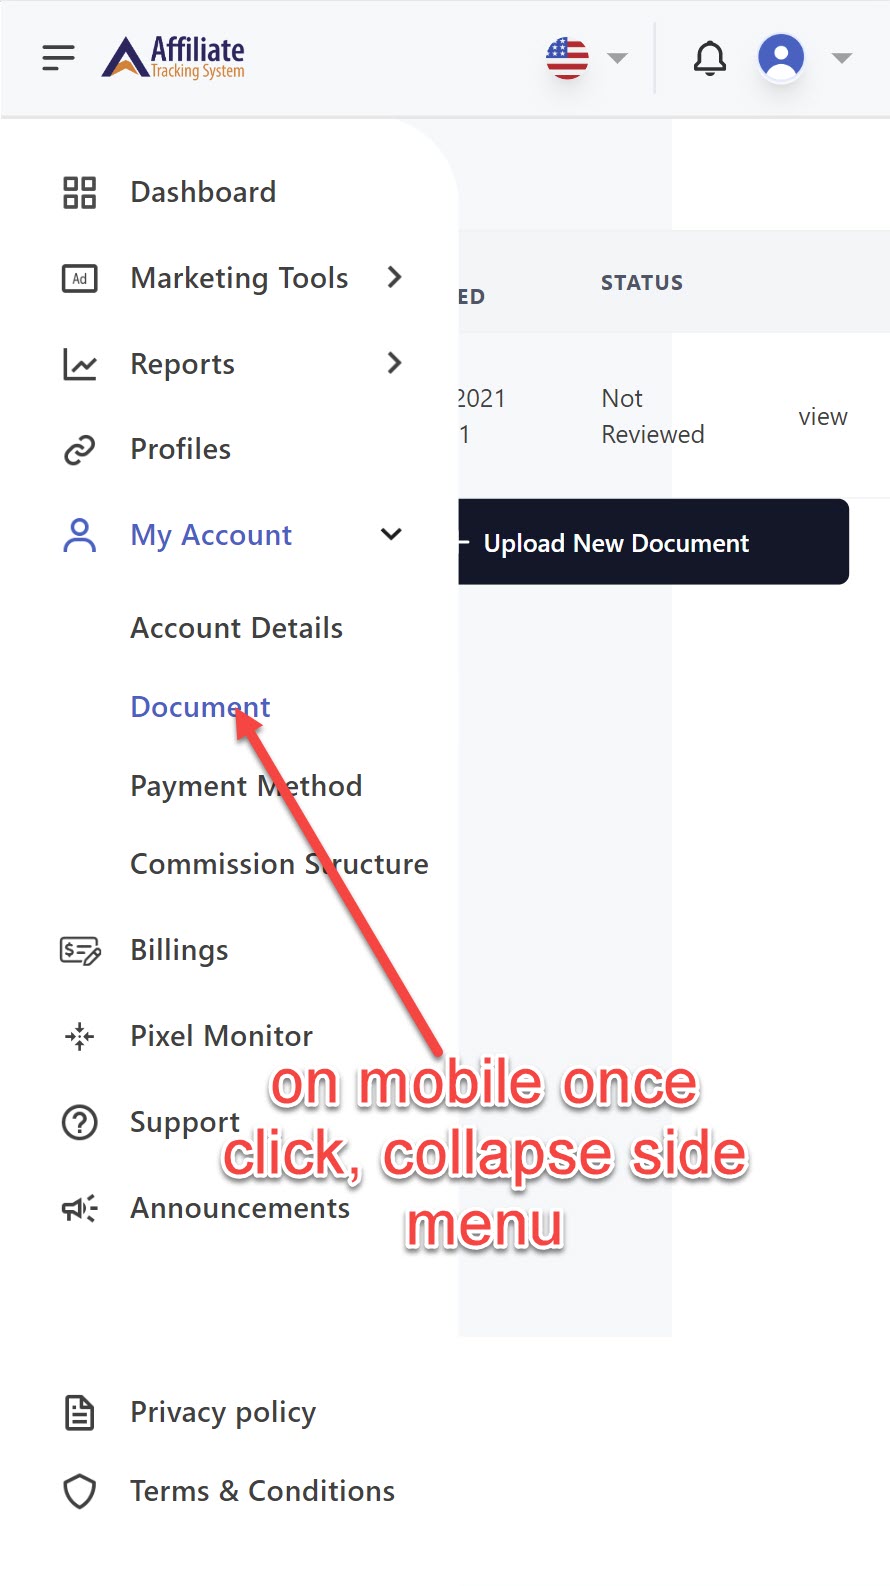 Affiliate
Tracking System
Dashboard
Ad
Marketing Tools
Reports
Profiles
My Account
Account Details
Document
Payment Method
Commission Structure
$
Billings
Pixel Monitor
?
Support
Announcements
Privacy policy
Terms & Conditions
ED
STATUS
2021
1
Not
Reviewed
view
Upload New Document
on mobile once
click, collapse side
menu